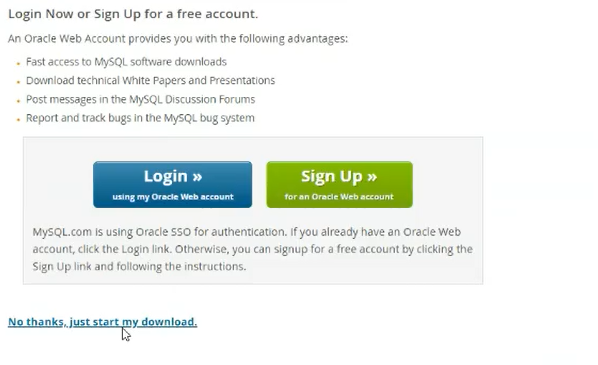 Login Now or Sign Up for a free account.
An Oracle Web Account provides you with the following advantages:
Fast access to MySQL software downloads
Download technical White Papers and Presentations
Post messages in the MySQL Discussion Forums
Report and track bugs in the MySQL bug system
Login »
using my Oracle Web account
Sign Up »
for an Oracle Web account
MySQL.com is using Oracle SSO for authentication. If you already have an Oracle Web
account, click the Login link. Otherwise, you can signup for a free account by clicking the
Sign Up link and following the instructions.
No thanks, just start my download.